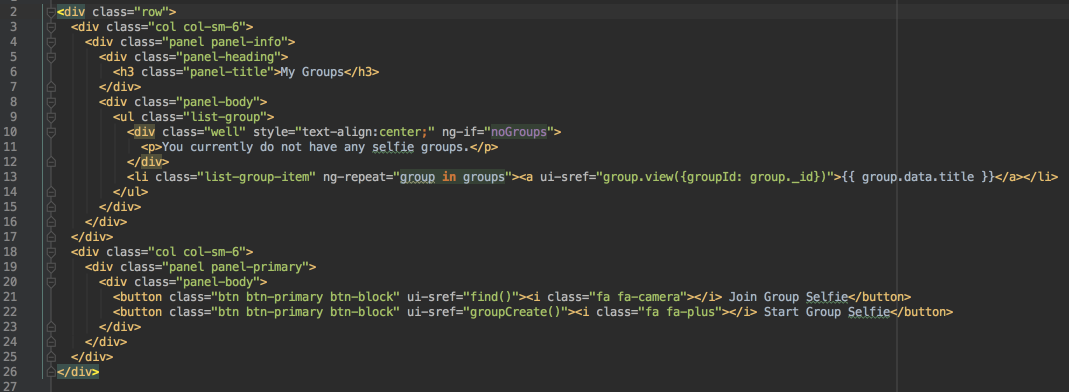 2 <div class="row">
3   <div class="col col-sm-6">
4     <div class="panel panel-info">
5       <div class="panel-heading">
6         <h3 class="panel-title">My Groups</h3>
7       </div>
8       <div class="panel-body">
9         <ul class="list-group">
10           <div class="well" style="text-align:center;" ng-if="noGroups">
11             <p>You currently do not have any selfie groups.</p>
12           </div>
13           <li class="list-group-item" ng-repeat="group in groups"><a ui-sref="group.view({groupId: group._id})">{{ group.data.title }}</a></li>
14         </ul>
15       </div>
16     </div>
17   </div>
18   <div class="col col-sm-6">
19     <div class="panel panel-primary">
20       <div class="panel-body">
21         <button class="btn btn-primary btn-block" ui-sref="find()"><i class="fa fa-camera"></i> Join Group Selfie</button>
22         <button class="btn btn-primary btn-block" ui-sref="groupCreate()"><i class="fa fa-plus"></i> Start Group Selfie</button>
23       </div>
24     </div>
25   </div>
26 </div>
27